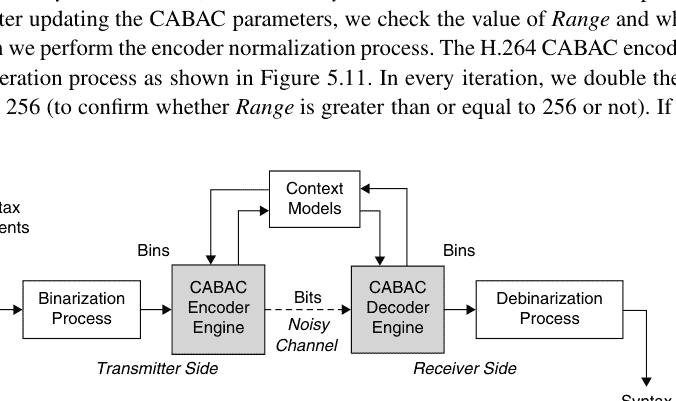 ter updating the CABAC parameters, we check the value of Range and wh
we perform the encoder normalization process. The H.264 CABAC encod
eration process as shown in Figure 5.11. In every iteration, we double the
256 (to confirm whether Range is greater than or equal to 256 or not). If
Context
Models
tax
ents
Bins
Bins
Binarization
Process
CABAC
Encoder
Engine
Bits
Noisy
Channel
CABAC
Decoder
Engine
Debinarization
Process
Transmitter Side
Receiver Side
Syntax